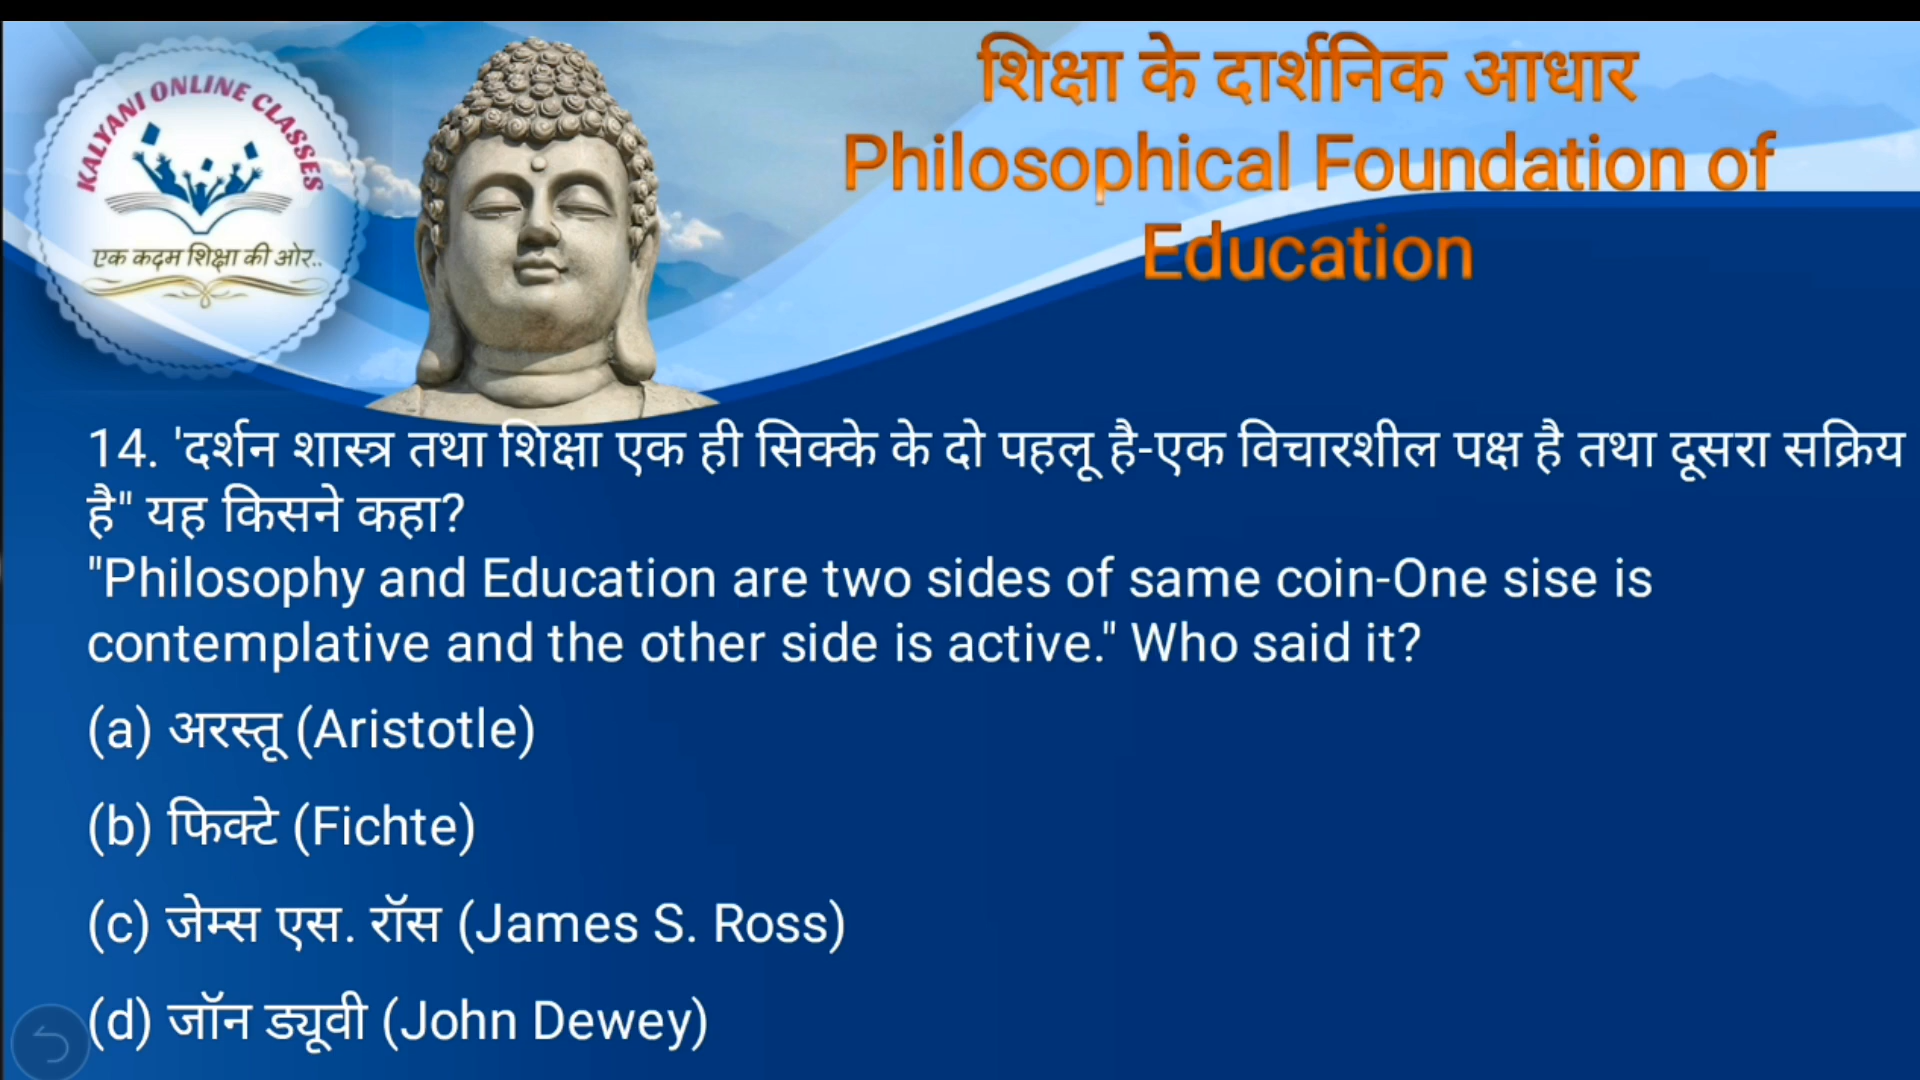 KALYANI ONLINE CLASSES
एक कदम शिक्षा की ओर..
शिक्षा के दार्शनिक आधार
Philosophical Foundation of
Education
14. 'दर्शन शास्त्र तथा शिक्षा एक ही सिक्के के दो पहलू है-एक विचारशील पक्ष है तथा दूसरा सक्रिय
है" यह किसने कहा?
"Philosophy and Education are two sides of same coin-One sise is
contemplative and the other side is active." Who said it?
(a) अरस्तू (Aristotle)
(b) फिक्टे (Fichte)
(c) जेम्स एस. रॉस (James S. Ross)
(d) जॉन ड्यूवी (John Dewey)